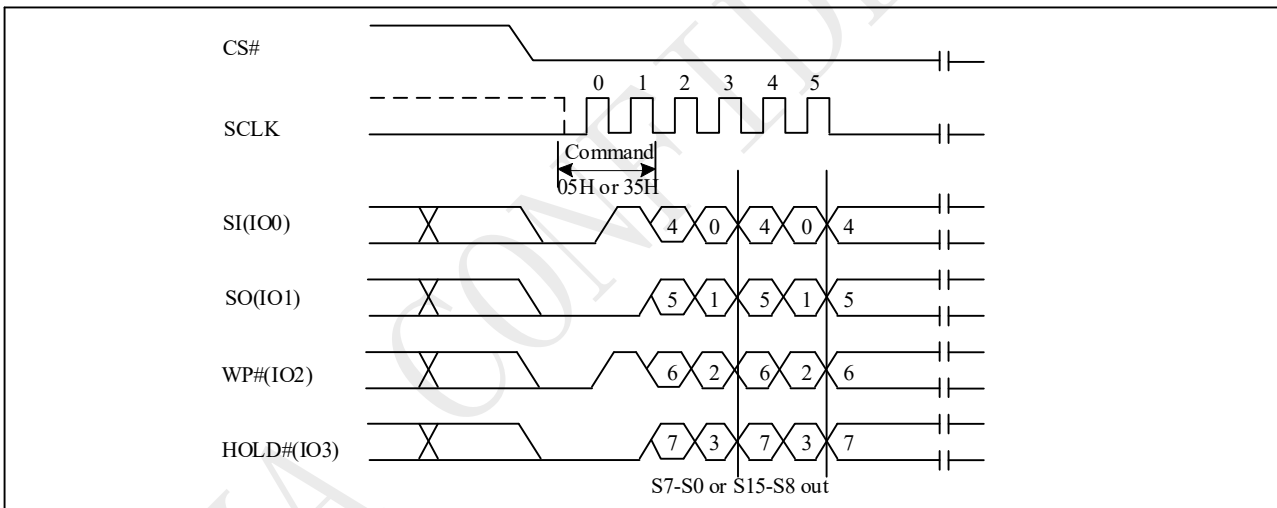 CS#
0 1 2 3 4 5
SCLK
Command
05H or 35H
SI(IO0) 4 0 4 0 4
SO(IO1) 5 1 5 1 5
WP#(IO2) 6 2 6 2 6
HOLD#(IO3) 7 3 7 3 7
S7-S0 or S15-S8 out